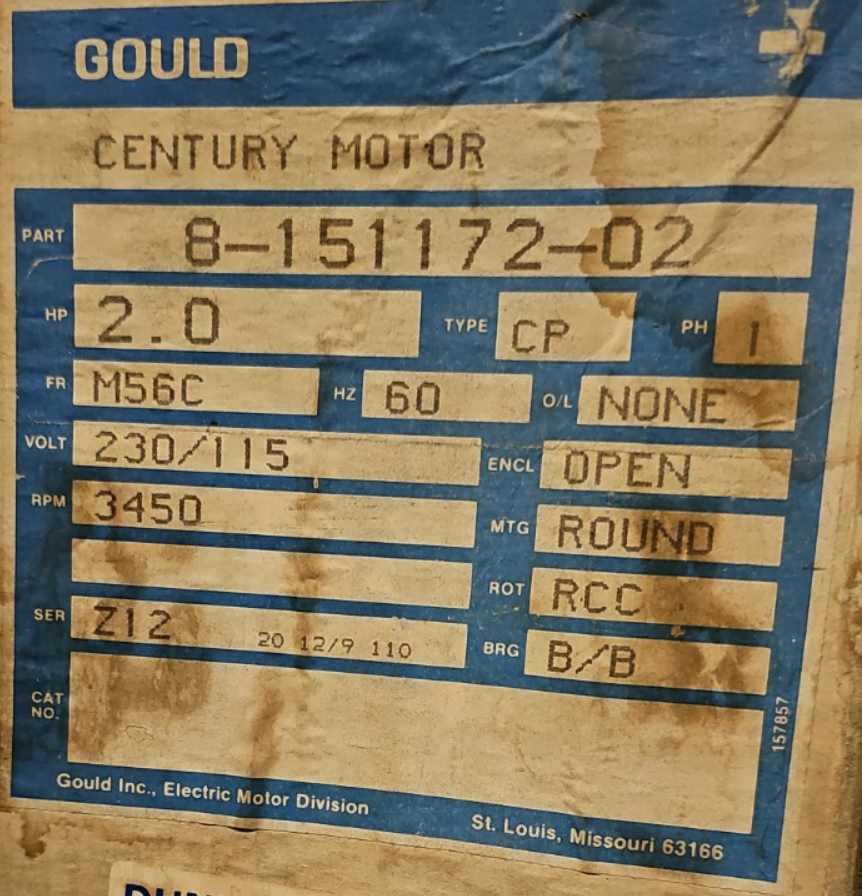 GOULD
CENTURY MOTOR
PART 8-151172-02
HP 2.0 TYPE CP PH 1
FR M56C HZ 60 O/L NONE
VOLT 230/115 ENCL OPEN
RPM 3450 MTG ROUND
ROT RCC
SER Z12 20 12/9 110 BRG B/B
CAT NO.
157857
Gould Inc., Electric Motor Division St. Louis, Missouri 63166